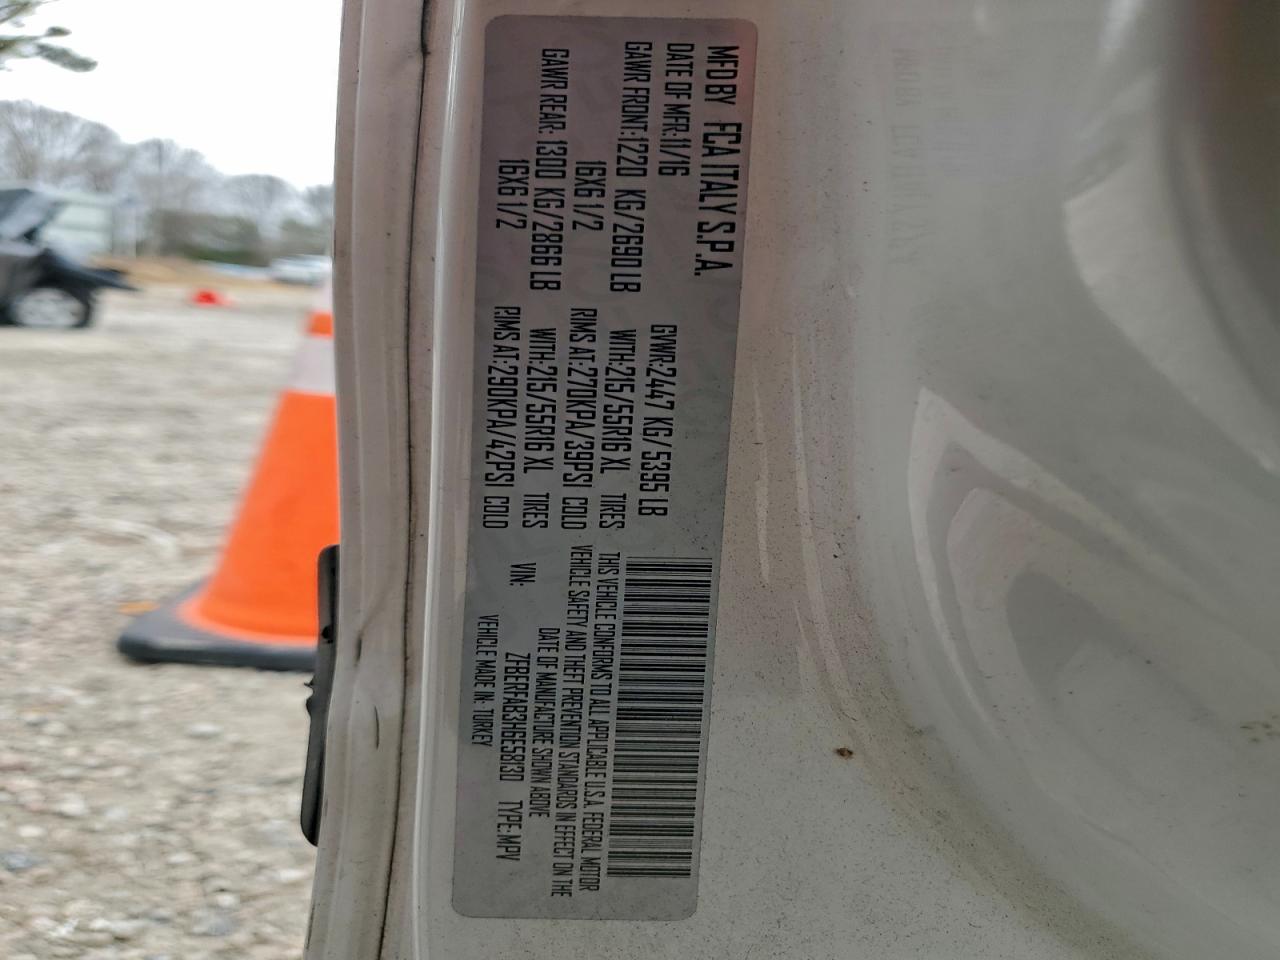 MFD BY FCA ITALY S.P.A.
DATE OF MFR:11/16 GVWR:2447 KG/ 5395 LB
GAWR FRONT:1220 KG/2690LB WITH:215/55R16 XL TIRES
16X6 1/2 RIMS AT:270KPA/39PSI COLD
GAWR REAR: 1300 KG/2866 LB WITH:215/55R16 XL TIRES
16X6 1/2 RIMS AT:290KPA/42PSI COLD
THIS VEHICLE CONFORMS TO ALL APPLICABLE U.S.A. FEDERAL MOTOR
VEHICLE SAFETY AND THEFT PREVENTION STANDARDS IN EFFECT ON THE
DATE OF MANUFACTURE SHOWN ABOVE
VIN: ZFBERFAB3H6E58130 TYPE:MPV
VEHICLE MADE IN: TURKEY